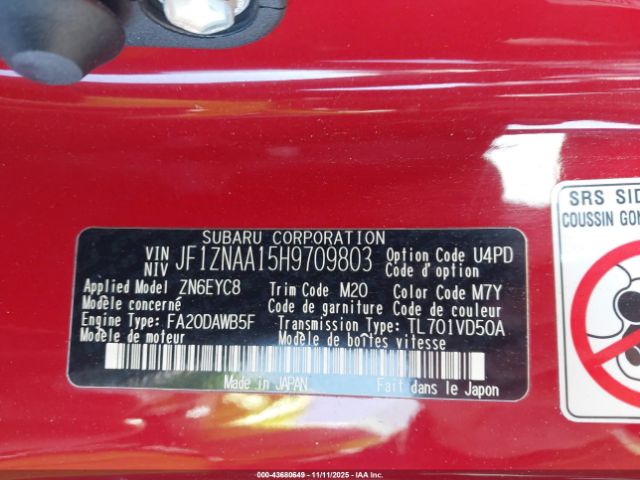 SUBARU CORPORATION
VIN
NIV JF1ZNAA15H9709803 Option Code U4PD
Code d'option
Applied Model ZN6EYC8 Trim Code M20 Color Code M7Y
Modèle concerné Code de garniture Code de couleur
Engine Type: FA20DAWB5F Transmission Type: TL701VD50A
Modèle de moteur Modèle de boîtes vitesse
Made in JAPAN Fait dans le Japon
SRS SID
COUSSIN GON
000-43680649 - 11/11/2025 - IAAI.COM